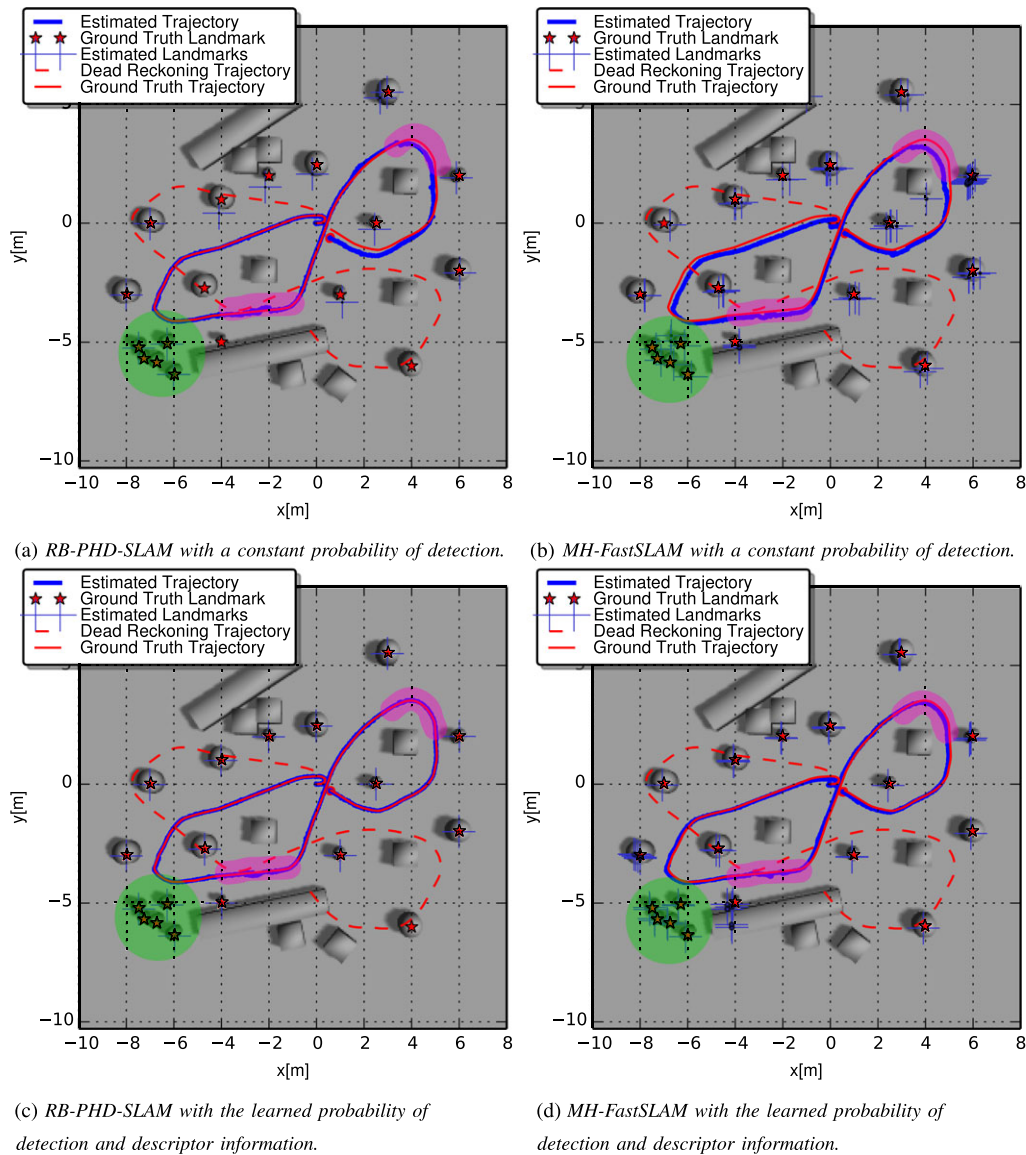 Estimated Trajectory
Ground Truth Landmark
Estimated Landmarks
Dead Reckoning Trajectory
Ground Truth Trajectory
0
−5
−10
y[m]
−10 −8 −6 −4 −2 0 2 4 6 8
x[m]
(a) RB-PHD-SLAM with a constant probability of detection.
Estimated Trajectory
Ground Truth Landmark
Estimated Landmarks
Dead Reckoning Trajectory
Ground Truth Trajectory
0
−5
−10
y[m]
−10 −8 −6 −4 −2 0 2 4 6 8
x[m]
(b) MH-FastSLAM with a constant probability of detection.
Estimated Trajectory
Ground Truth Landmark
Estimated Landmarks
Dead Reckoning Trajectory
Ground Truth Trajectory
0
−5
−10
y[m]
−10 −8 −6 −4 −2 0 2 4 6 8
x[m]
(c) RB-PHD-SLAM with the learned probability of
detection and descriptor information.
Estimated Trajectory
Ground Truth Landmark
Estimated Landmarks
Dead Reckoning Trajectory
Ground Truth Trajectory
0
−5
−10
y[m]
−10 −8 −6 −4 −2 0 2 4 6 8
x[m]
(d) MH-FastSLAM with the learned probability of
detection and descriptor information.